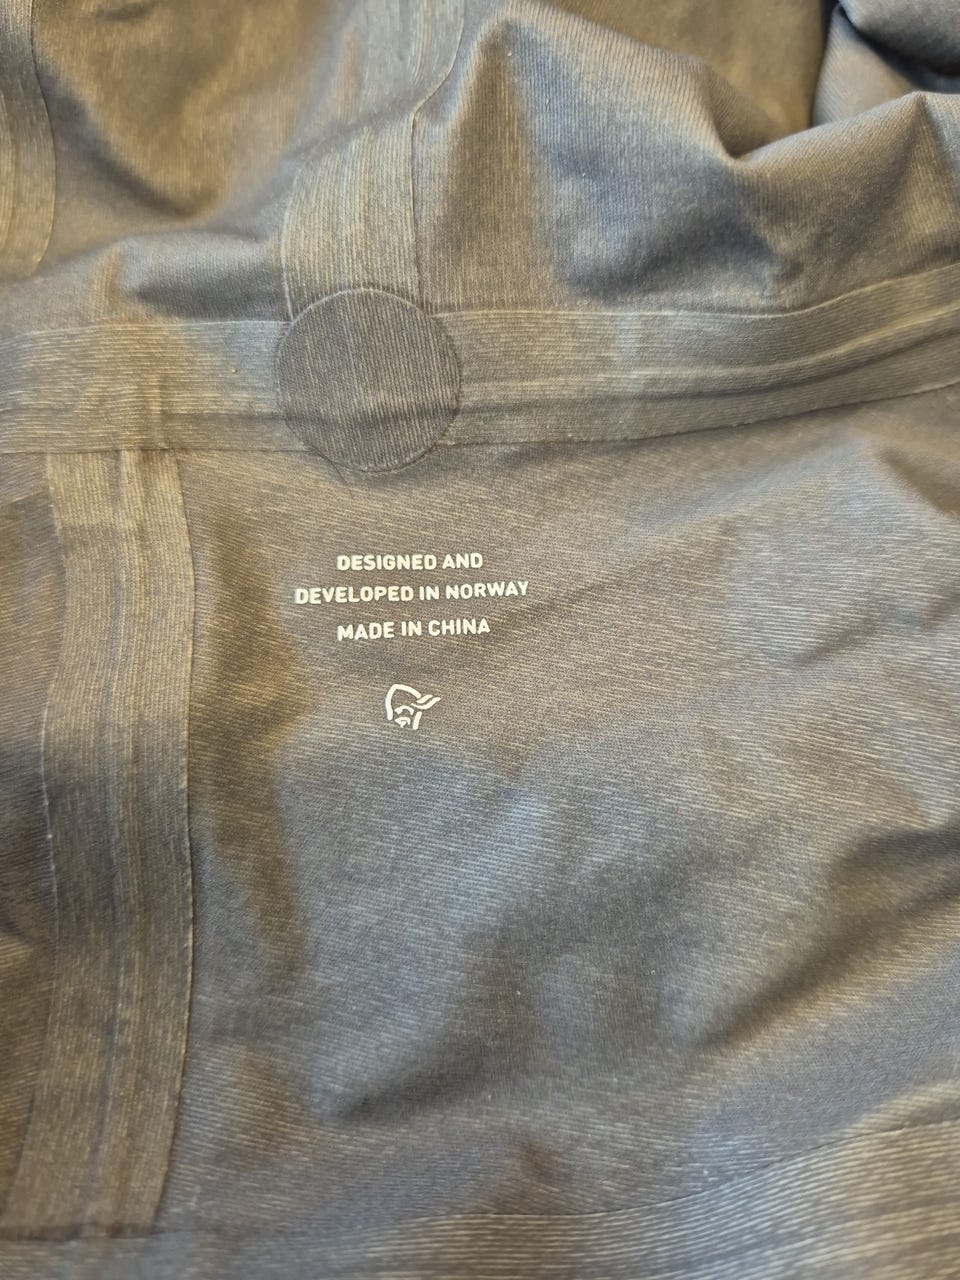 DESIGNED AND
DEVELOPED IN NORWAY
MADE IN CHINA